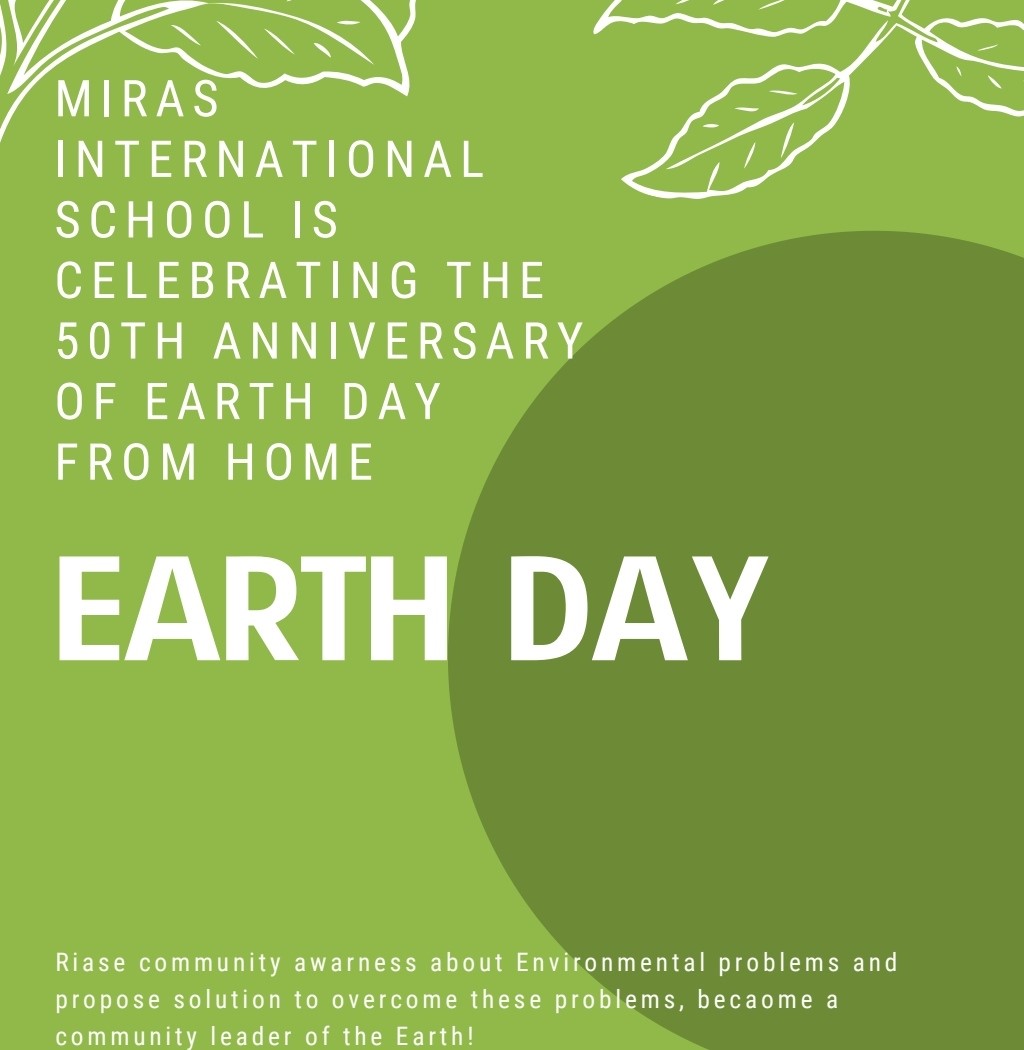 MIRAS
INTERNATIONAL
SCHOOL IS
CELEBRATING THE
50TH ANNIVERSARY
OF EARTH DAY
FROM HOME
EARTH DAY
Riase community awarness about Environmental problems and
propose solution to overcome these problems, becaome a
community leader of the Earth!